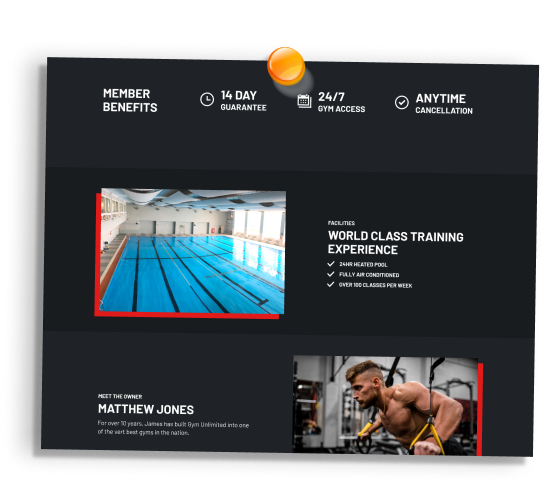 MEMBER
BENEFITS
14 DAY
GUARANTEE
24/7
GYM ACCESS
ANYTIME
CANCELLATION
FACILITIES
WORLD CLASS TRAINING
EXPERIENCE
24HR HEATED POOL
FULLY AIR CONDITIONED
OVER 100 CLASSES PER WEEK
MEET THE OWNER
MATTHEW JONES
For over 10 years, James has built Gym Unlimited into one
of the vert best gyms in the nation.